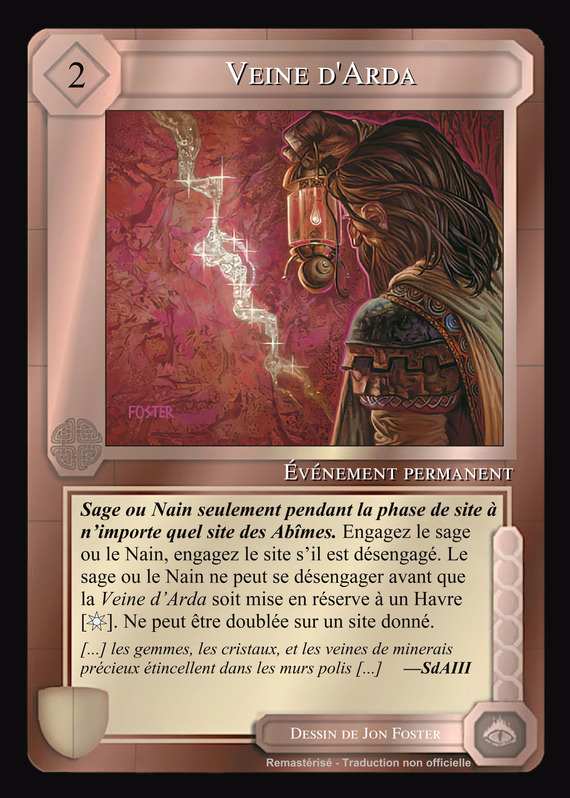 2
VEINE D'ARDA
FOSTER
ÉVÉNEMENT PERMANENT
Sage ou Nain seulement pendant la phase de site à
n'importe quel site des Abîmes. Engagez le sage
ou le Nain, engagez le site s'il est désengagé. Le
sage ou le Nain ne peut se désengager avant que
la Veine d'Arda soit mise en réserve à un Havre
[]. Ne peut être doublée sur un site donné.
[...] les gemmes, les cristaux, et les veines de minerais
précieux étincellent dans les murs polis [...] —SdAIII
DESSIN DE JON FOSTER
Remastérisé - Traduction non officielle